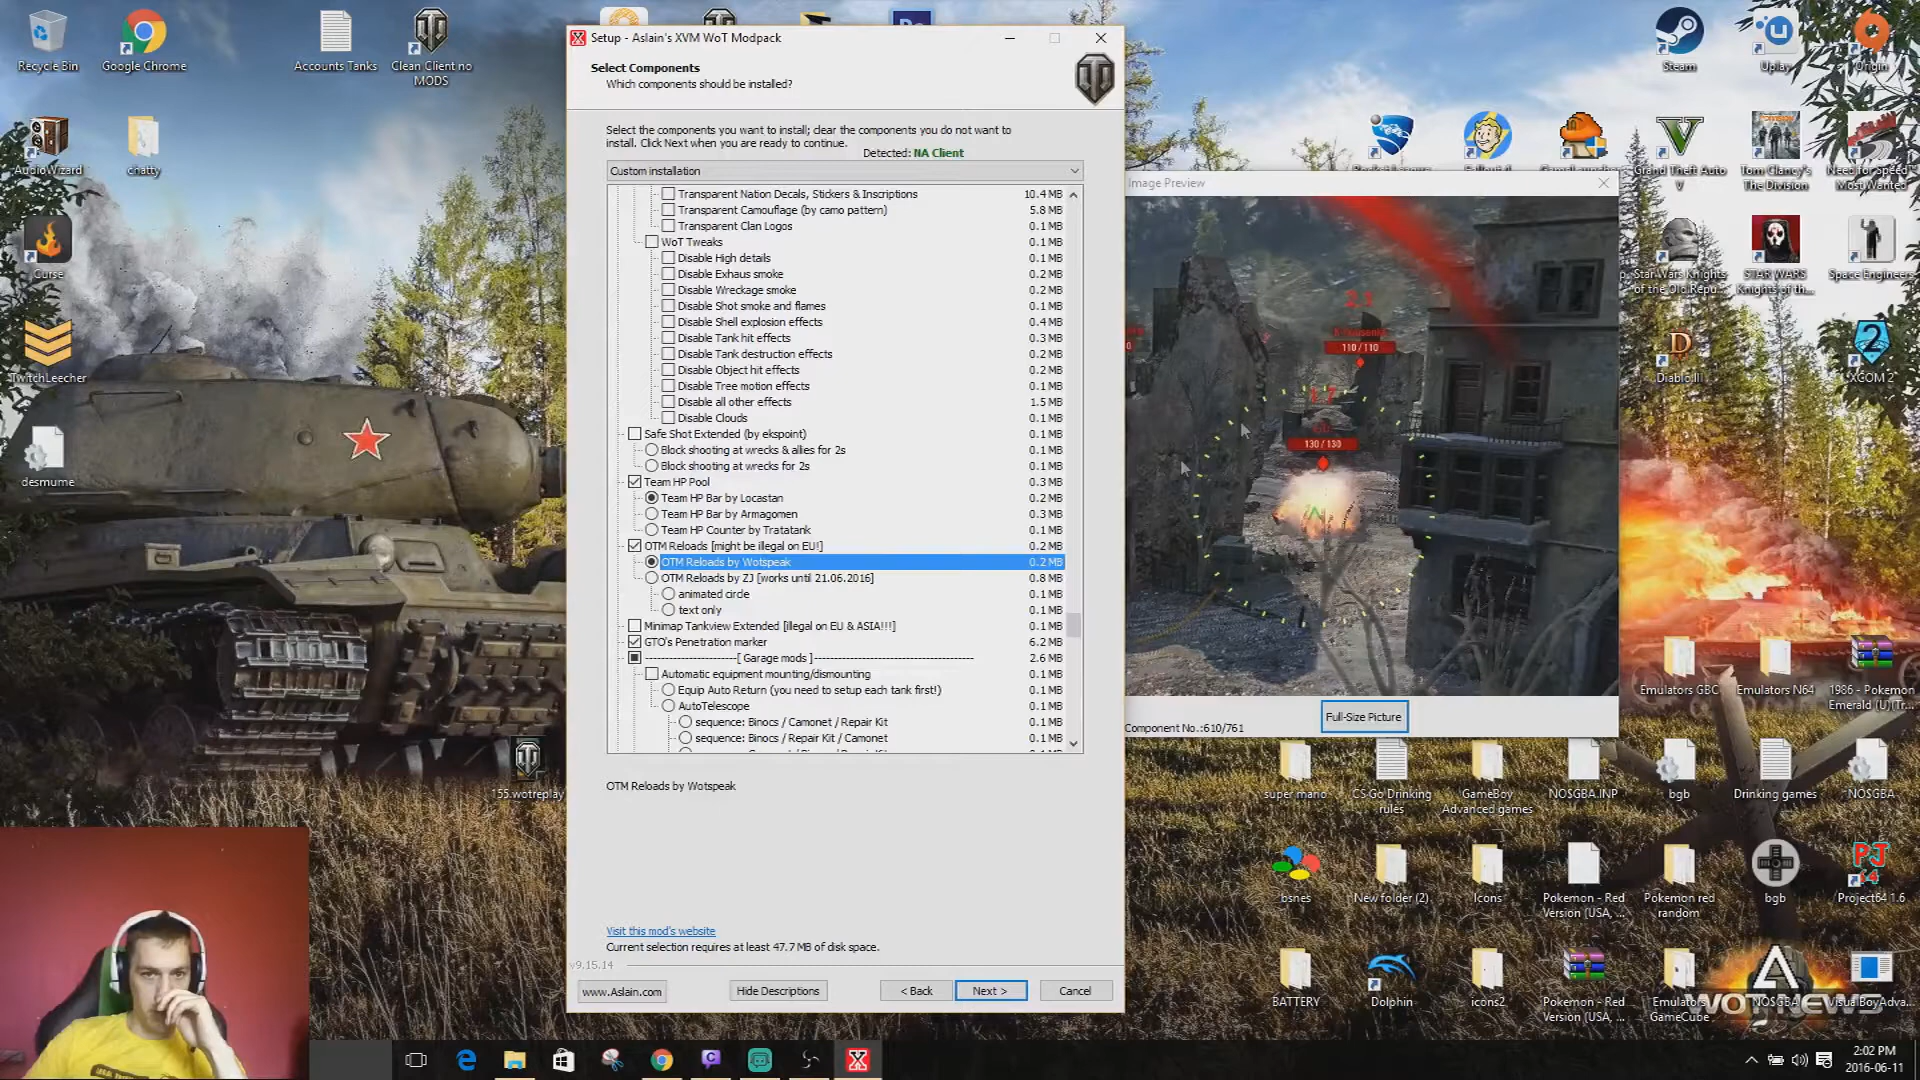 Recycle Bin
Google Chrome
Accounts Tanks
Clean Client no MODS
AudioWizard
chatty
Curse
TwitchLeecher
desmume
155.wotreplay
Setup - Aslain's XVM WoT Modpack
Select Components
Which components should be installed?
Select the components you want to install; clear the components you do not want to
install. Click Next when you are ready to continue.
Detected: NA Client
Custom installation
Transparent Nation Decals, Stickers & Inscriptions 10.4 MB
Transparent Camouflage (by camo pattern) 5.8 MB
Transparent Clan Logos 0.1 MB
WoT Tweaks 0.1 MB
Disable High details 0.1 MB
Disable Exhaus smoke 0.2 MB
Disable Wreckage smoke 0.2 MB
Disable Shot smoke and flames 0.1 MB
Disable Shell explosion effects 0.4 MB
Disable Tank hit effects 0.3 MB
Disable Tank destruction effects 0.2 MB
Disable Object hit effects 0.2 MB
Disable Tree motion effects 0.1 MB
Disable all other effects 1.5 MB
Disable Clouds 0.1 MB
Safe Shot Extended (by ekspoint) 0.1 MB
Block shooting at wrecks & allies for 2s 0.1 MB
Block shooting at wrecks for 2s 0.1 MB
Team HP Pool 0.3 MB
Team HP Bar by Locastan 0.2 MB
Team HP Bar by Armagomen 0.3 MB
Team HP Counter by Tratatank 0.1 MB
OTM Reloads [might be illegal on EU!] 0.2 MB
OTM Reloads by Wotspeak 0.2 MB
OTM Reloads by ZJ [works until 21.06.2016] 0.8 MB
animated circle 0.1 MB
text only 0.1 MB
Minimap Tankview Extended [illegal on EU & ASIA!!!] 0.1 MB
GTO's Penetration marker 6.2 MB
-----------------------[ Garage mods ]---------------------------------------- 2.6 MB
Automatic equipment mounting/dismounting 0.1 MB
Equip Auto Return (you need to setup each tank first!) 0.1 MB
AutoTelescope 0.1 MB
sequence: Binocs / Camonet / Repair Kit 0.1 MB
sequence: Binocs / Repair Kit / Camonet 0.1 MB
OTM Reloads by Wotspeak
Visit this mod's website
Current selection requires at least 47.7 MB of disk space.
v9.15.14
www.Aslain.com
Hide Descriptions
< Back
Next >
Cancel
Image Preview
110 / 110
130 / 130
Component No.:610/761
Full-Size Picture
Steam
Uplay
Origin
Grand Theft Auto V
Tom Clancy's The Division
Need for Speed Most Wanted
Star Wars Knights of the Old Repu...
STAR WARS Knights of th...
Space Engineers
Diablo III
XCOM 2
Emulators GBC
Emulators N64
1986 - Pokemon Emerald (U)(Tr...
super mario
CS Go Drinking rules
GameBoy Advanced games
NOSGBA.INP
bgb
Drinking games
NOSGBA
bsnes
New folder (2)
Icons
Pokemon - Red Version (USA, ...
Pokemon red random
bgb
Project64 1.6
BATTERY
Dolphin
icons2
Pokemon - Red Version (USA, ...
Emulators GameCube
NOSGBA
VisualBoyAdva...
WOTNEWS
2:02 PM
2016-06-11